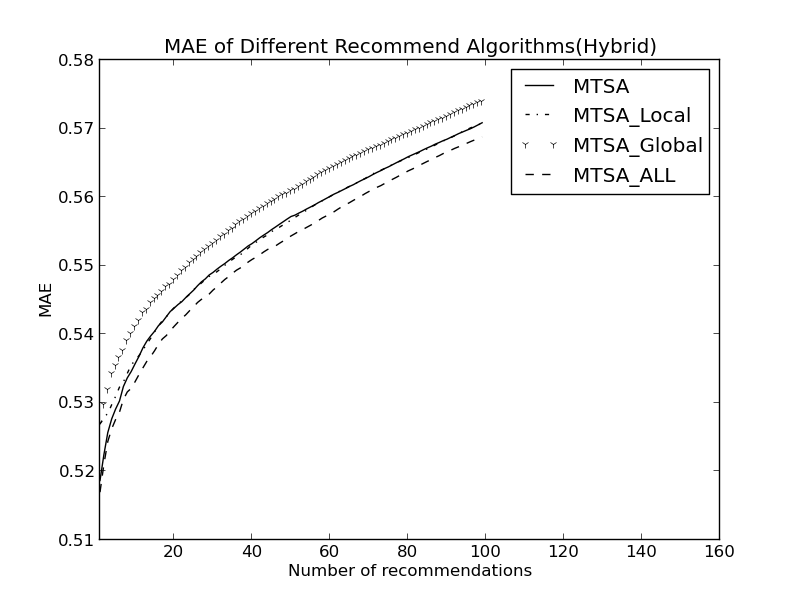 MAE of Different Recommend Algorithms(Hybrid)
0.58
0.57
0.56
0.55
0.54
0.53
0.52
0.51
MAE
MTSA
MTSA_Local
MTSA_Global
MTSA_ALL
20 40 60 80 100 120 140 160
Number of recommendations